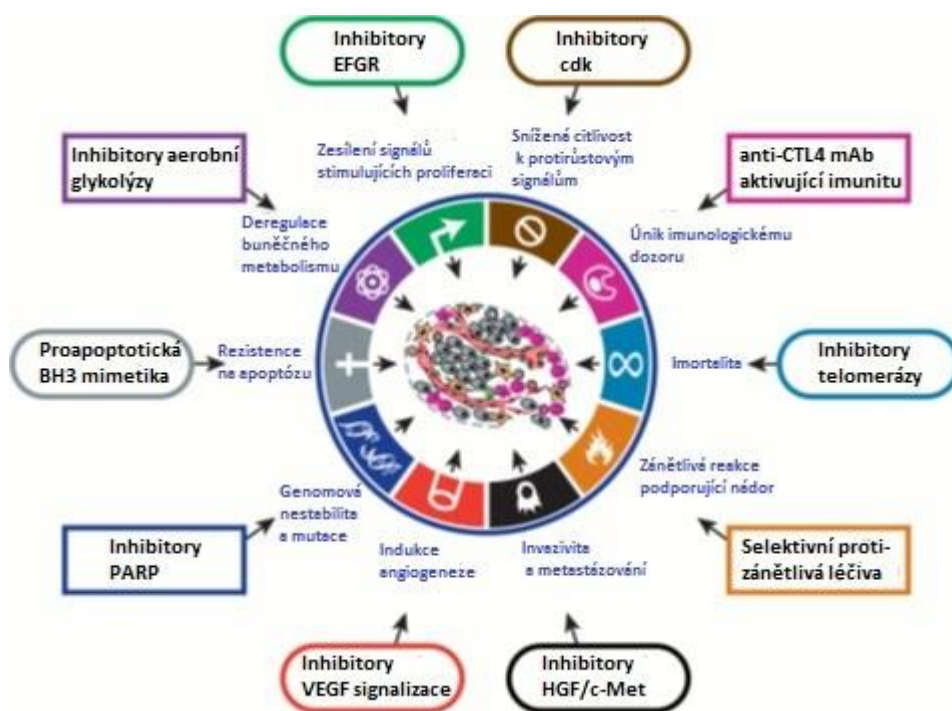 Inhibitory
EFGR
Inhibitory
cdk
Inhibitory aerobní
glykolýzy
Zesílení signálů
stimulujících proliferaci
Snížená citlivost
k protirůstovým
signálům
anti-CTL4 mAb
aktivující imunitu
Deregulace
buněčného
metabolismu
Únik imunologickému
dozoru
Proapoptotická
BH3 mimetika
Rezistence
na apoptózu
Imortalita
Inhibitory
telomerázy
Genomová
nestabilita
a mutace
Zánětlivá reakce
podporující nádor
Inhibitory
PARP
Indukce
angiogeneze
Invazivita
a metastázování
Selektivní proti-
zánětlivá léčiva
Inhibitory
VEGF signalizace
Inhibitory
HGF/c-Met